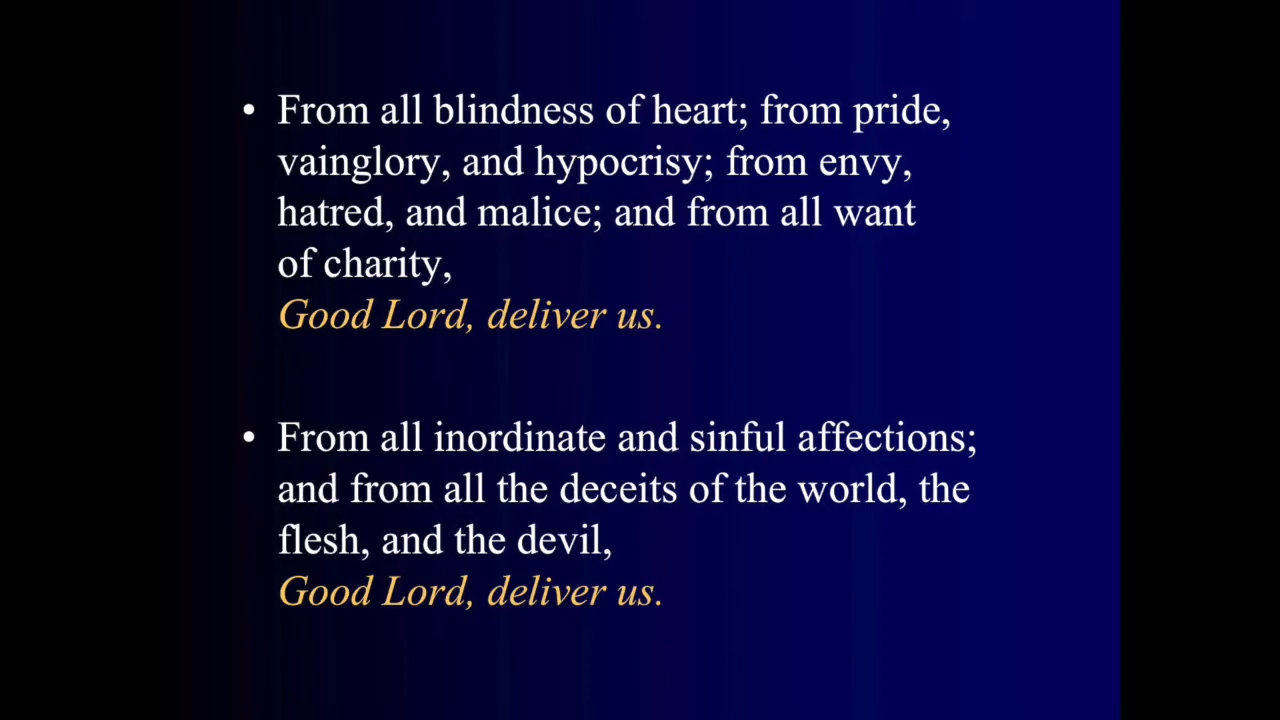 • From all blindness of heart; from pride,
vainglory, and hypocrisy; from envy,
hatred, and malice; and from all want
of charity,
Good Lord, deliver us.
• From all inordinate and sinful affections;
and from all the deceits of the world, the
flesh, and the devil,
Good Lord, deliver us.